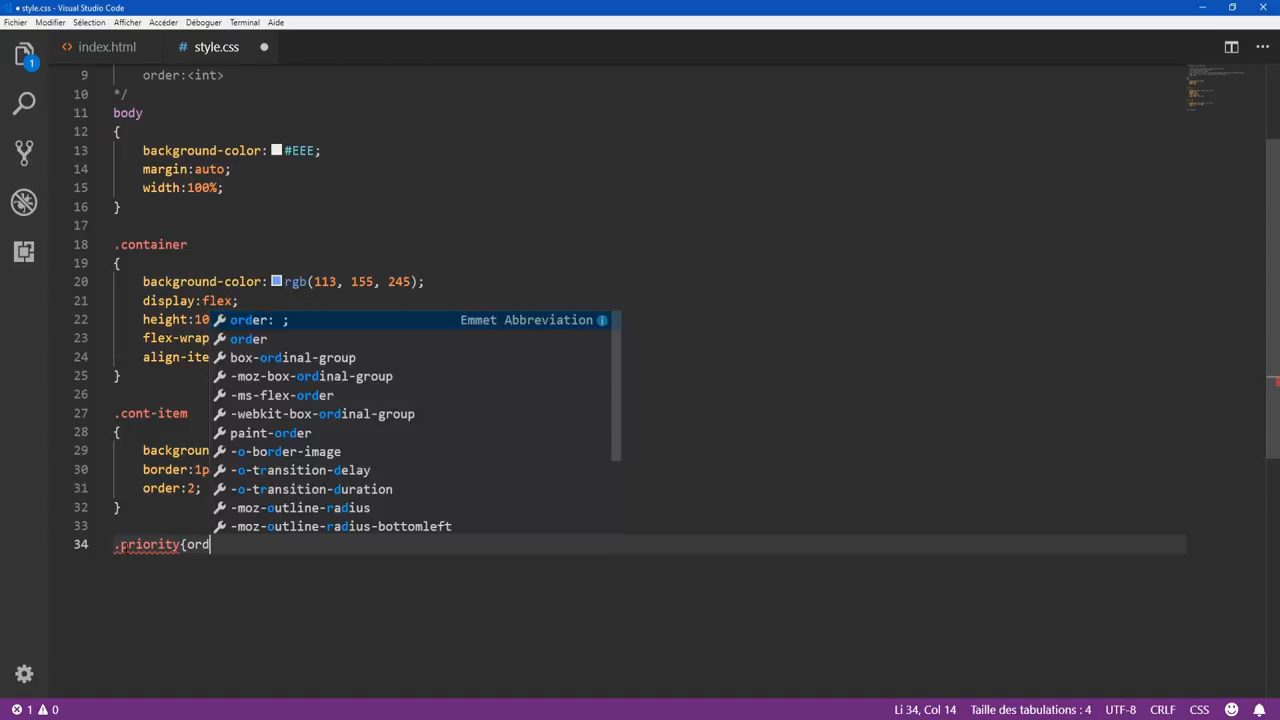 style.css - Visual Studio Code
Fichier Modifier Sélection Afficher Accéder Déboguer Terminal Aide
1 <> index.html # style.css
9 order:<int>
10 */
11 body
12 {
13 background-color: #EEE;
14 margin:auto;
15 width:100%;
16 }
17
18 .container
19 {
20 background-color: rgb(113, 155, 245);
21 display:flex;
22 height:10 order: ; Emmet Abbreviation
order
23 flex-wrap box-ordinal-group
24 align-ite -moz-box-ordinal-group
25 }
-ms-flex-order
26 -webkit-box-ordinal-group
27 .cont-item paint-order
28 { -o-border-image
29 backgroun -o-transition-delay
30 border:1p -o-transition-duration
31 order:2; -moz-outline-radius
32 } -moz-outline-radius-bottomleft
33
34 .priority{ord
1 0 Li 34, Col 14 Taille des tabulations : 4 UTF-8 CRLF CSS